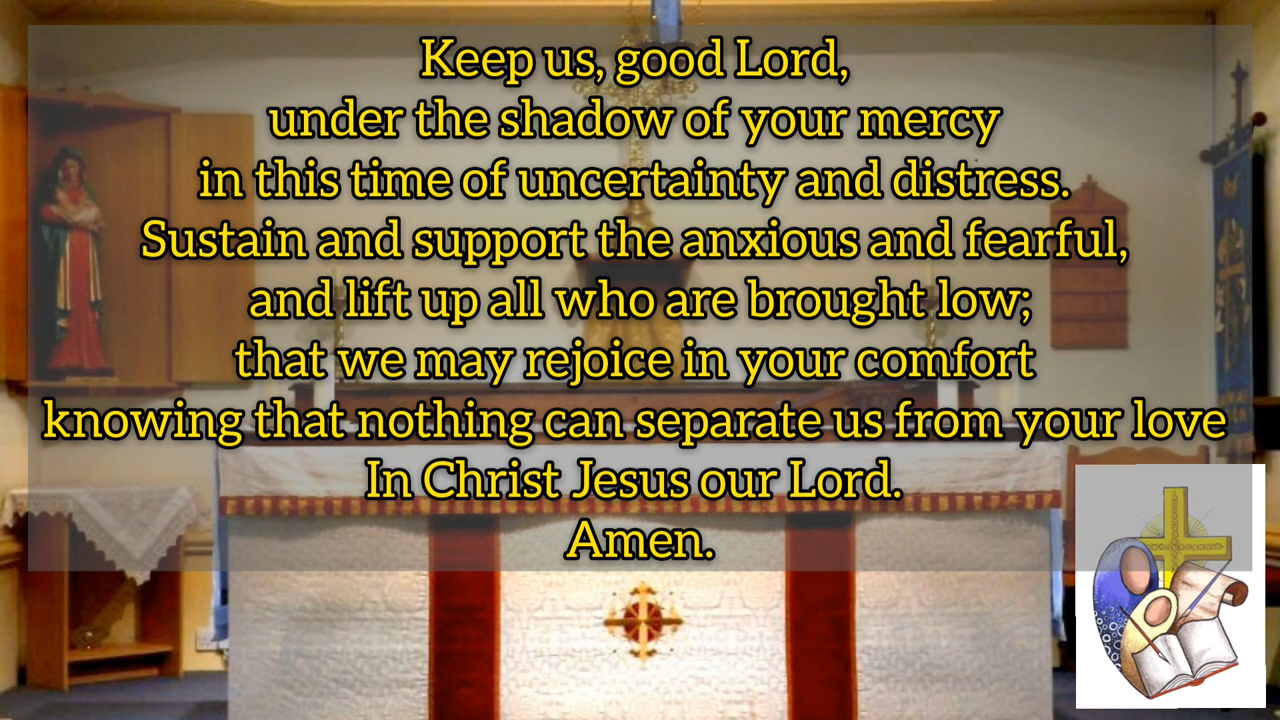 Keep us, good Lord,
under the shadow of your mercy
in this time of uncertainty and distress.
Sustain and support the anxious and fearful,
and lift up all who are brought low;
that we may rejoice in your comfort
knowing that nothing can separate us from your love
In Christ Jesus our Lord.
Amen.